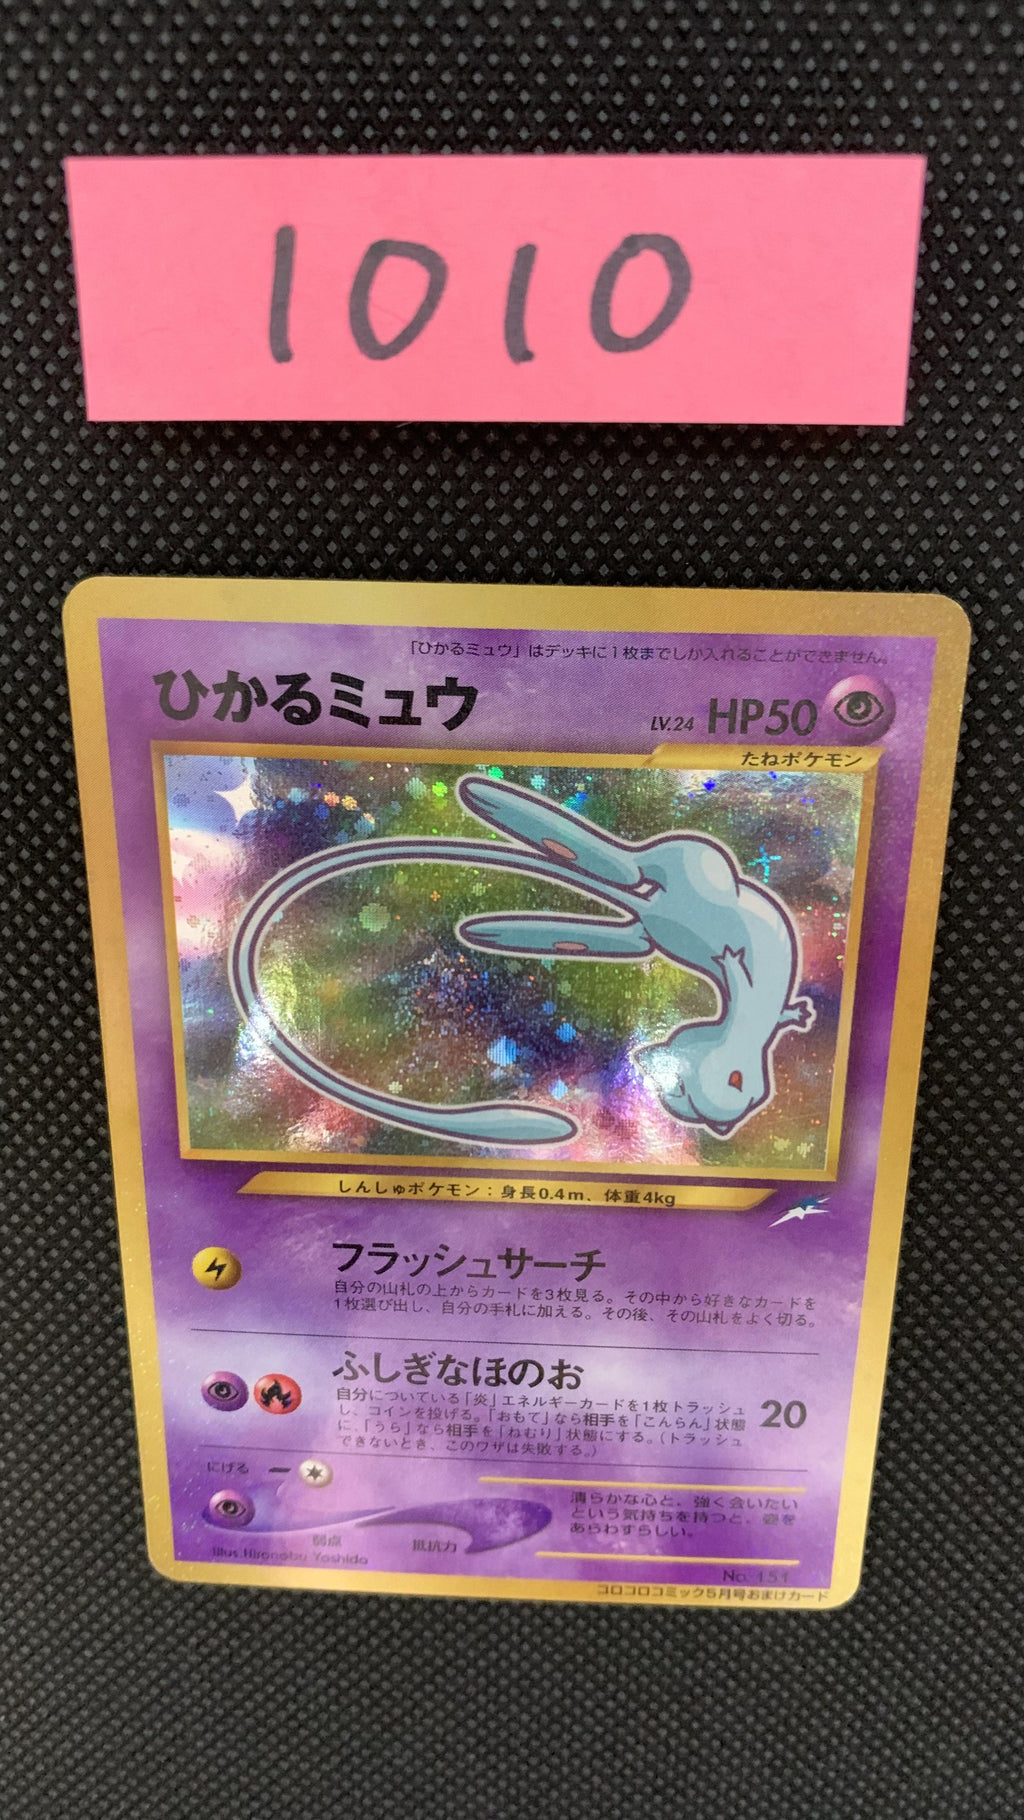 1010
「ひかるミュウ」はデッキに1枚までしか入れることができません。
ひかるミュウ
LV.24 HP50
たねポケモン
しんしゅポケモン：身長0.4m、体重4kg
フラッシュサーチ
自分の山札の上からカードを3枚見る。その中から好きなカードを
1枚選び出し、自分の手札に加える。その後、その山札をよく切る。
ふしぎなほのお
自分についている「炎」エネルギーカードを1枚トラッシュ
し、コインを投げる。「おもて」なら相手を「こんらん」状態
に、「うら」なら相手を「ねむり」状態にする。（トラッシュ
できないとき、このワザは失敗する。）
20
にげる
弱点
抵抗力
清らかな心と、強く会いたい
という気持ちを持つと、姿を
あらわすらしい。
Illus.Hironobu Yoshida
No.151
コロコロコミック5月号おまけカード